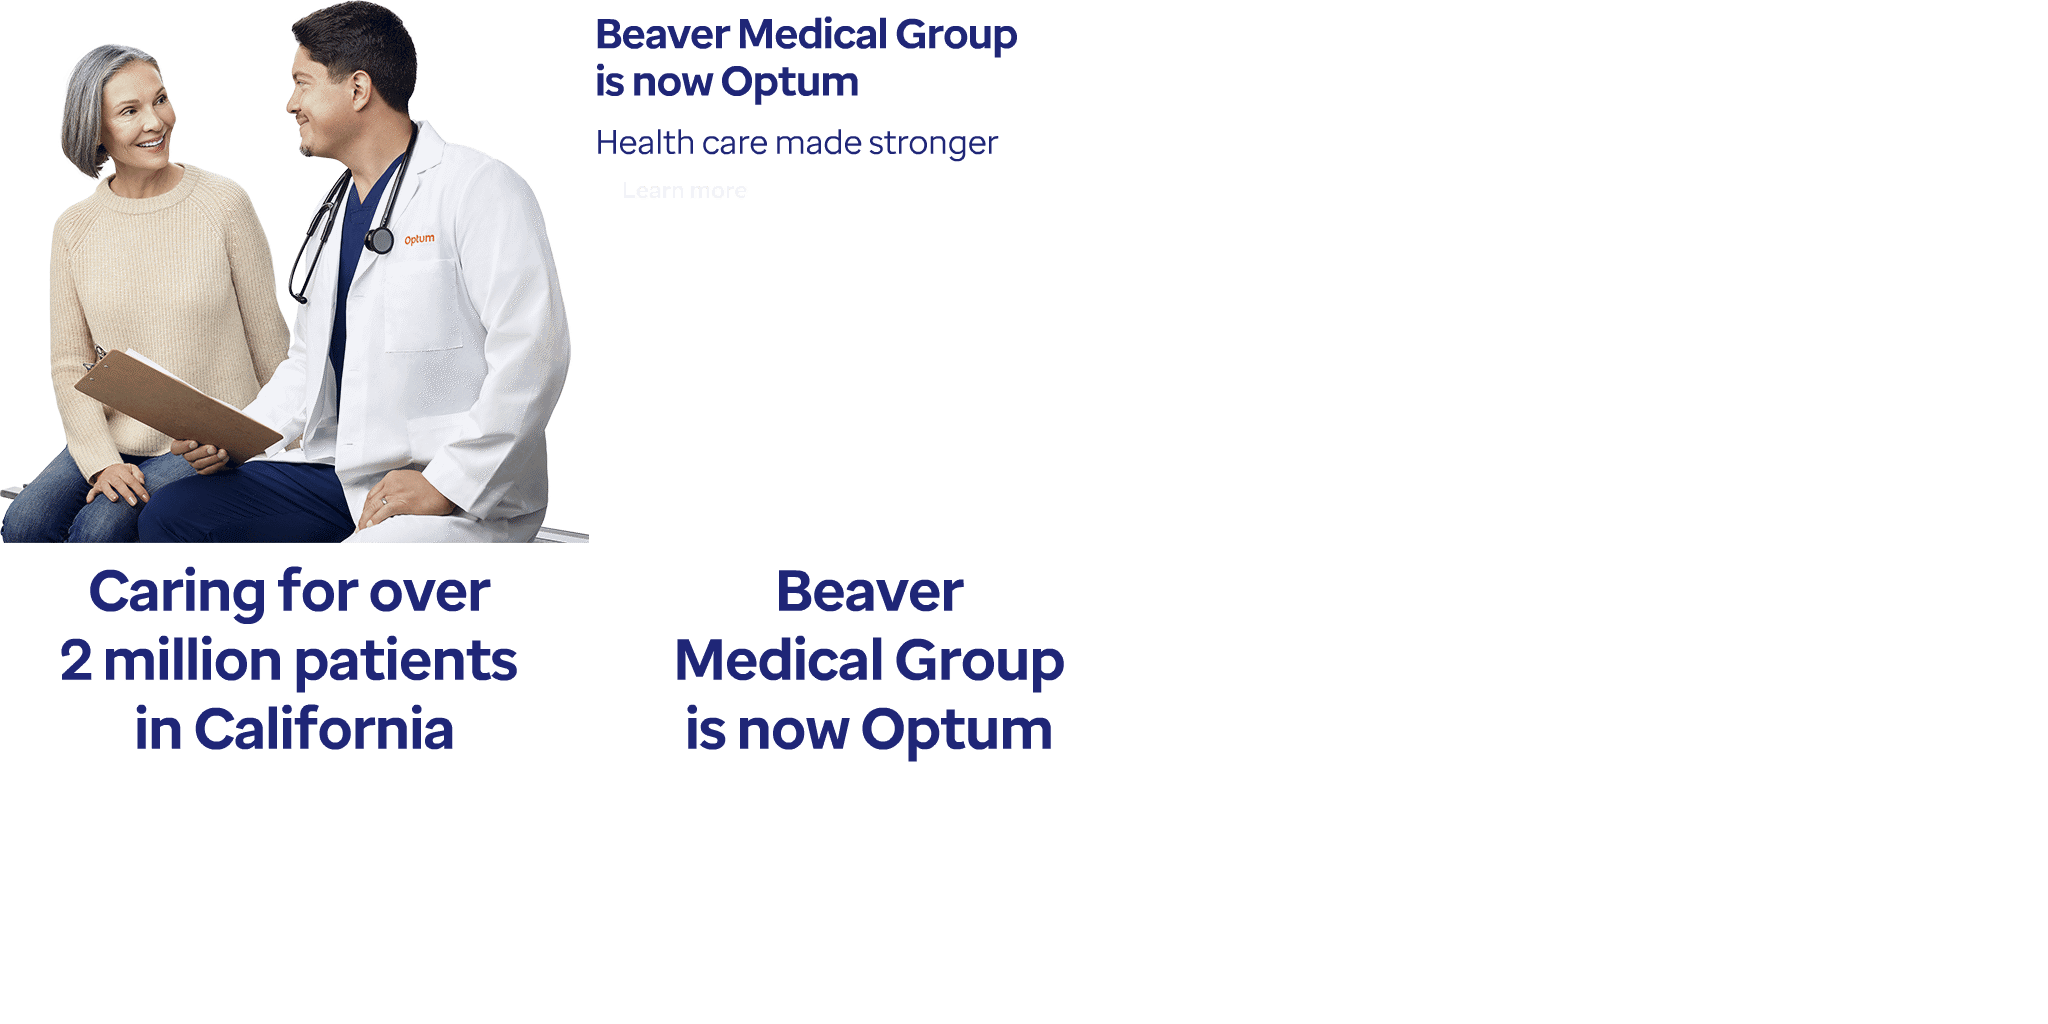 Beaver Medical Group
is now Optum
Health care made stronger
Learn more
Optum
Caring for over
2 million patients
in California
Beaver
Medical Group
is now Optum